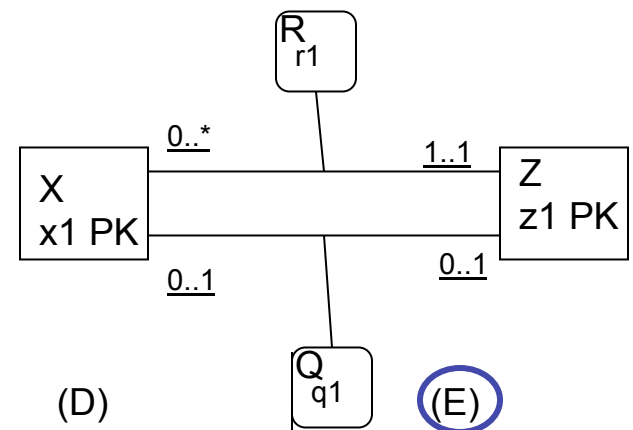 R
r1
0..*
1..1
X
x1 PK
Z
z1 PK
0..1
0..1
Q
q1
(D)
(E)